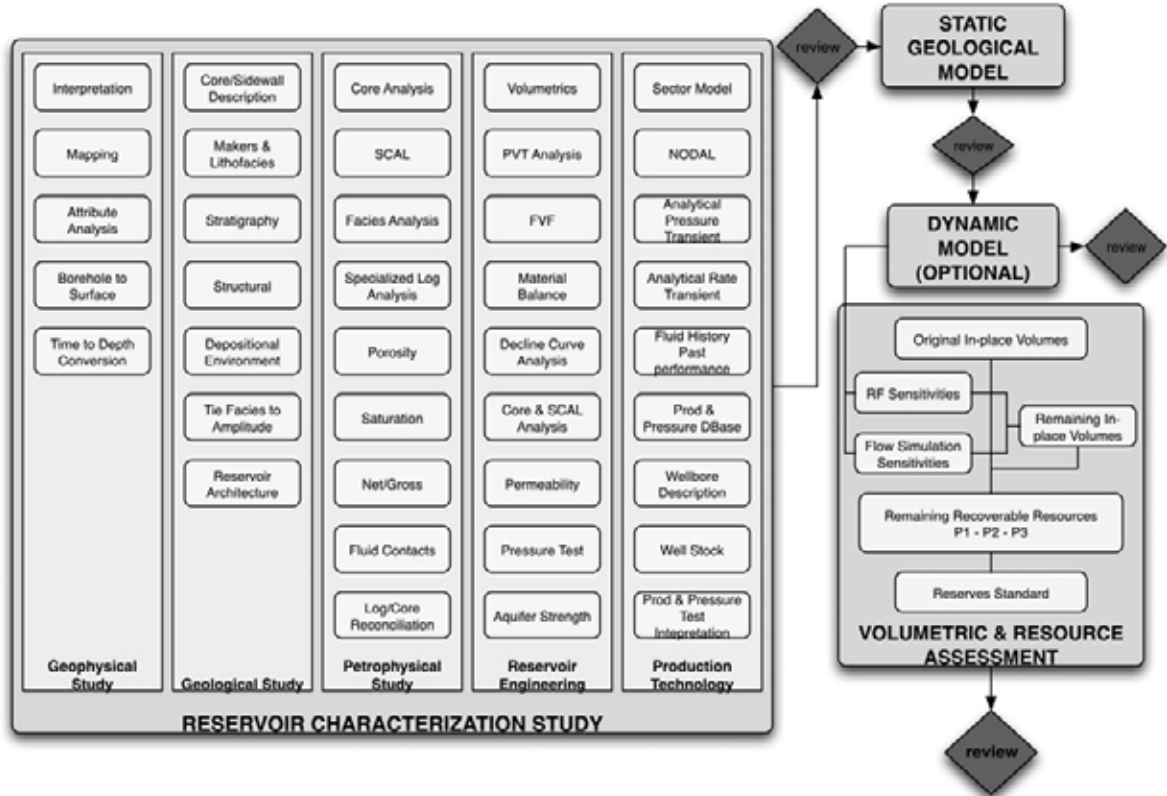 Interpretation
Mapping
Attribute
Analysis
Borehole to
Surface
Time to Depth
Conversion
Geophysical
Study
Core/Sidewall
Description
Makers &
Lithofacies
Stratigraphy
Structural
Depositional
Environment
Tie Facies to
Amplitude
Reservoir
Architecture
Geological Study
Core Analysis
SCAL
Facies Analysis
Specialized Log
Analysis
Porosity
Saturation
Net/Gross
Fluid Contacts
Log/Core
Reconciliation
Petrophysical
Study
Volumetrics
PVT Analysis
FVF
Material
Balance
Decline Curve
Analysis
Core & SCAL
Analysis
Permeability
Pressure Test
Aquifer Strength
Reservoir
Engineering
Sector Model
NODAL
Analytical
Pressure
Transient
Analytical Rate
Transient
Fluid History
Past
performance
Prod &
Pressure DBase
Wellbore
Description
Well Stock
Prod & Pressure
Test
Intepretation
Production
Technology
RESERVOIR CHARACTERIZATION STUDY
review
STATIC
GEOLOGICAL
MODEL
review
DYNAMIC
MODEL
(OPTIONAL)
review
Original In-place Volumes
RF Sensitivities
Flow Simulation
Sensitivities
Remaining In-
place Volumes
Remaining Recoverable Resources
P1 - P2 - P3
Reserves Standard
VOLUMETRIC & RESOURCE
ASSESSMENT
review